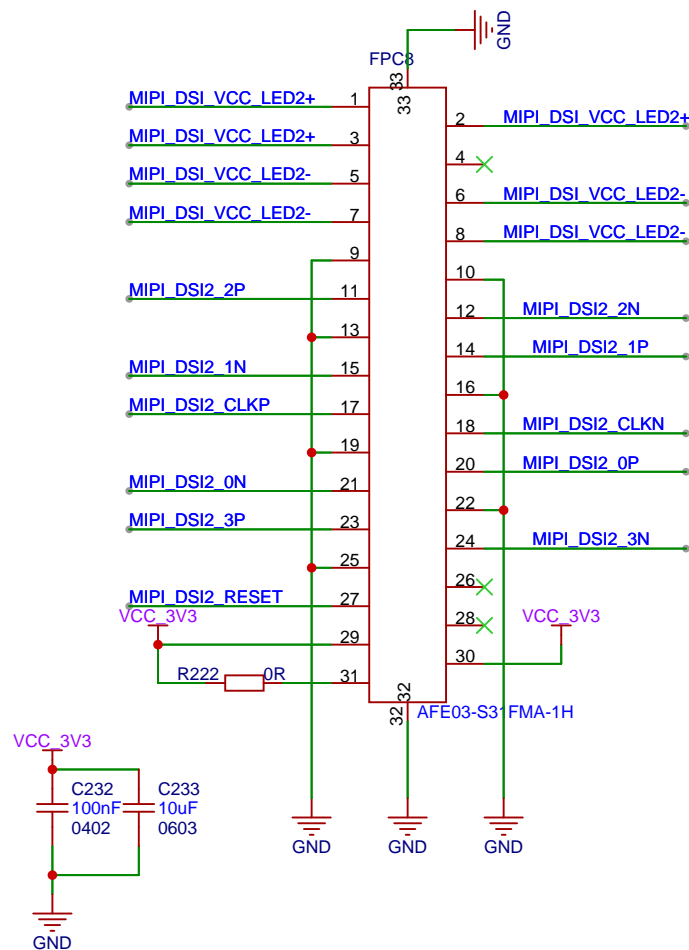 GND
FPC8
33
33
MIPI_DSI_VCC_LED2+ 1
2 MIPI_DSI_VCC_LED2+
MIPI_DSI_VCC_LED2+ 3
4
MIPI_DSI_VCC_LED2- 5
6 MIPI_DSI_VCC_LED2-
MIPI_DSI_VCC_LED2- 7
8 MIPI_DSI_VCC_LED2-
9
10
MIPI_DSI2_2P 11
12 MIPI_DSI2_2N
13
14 MIPI_DSI2_1P
MIPI_DSI2_1N 15
16
MIPI_DSI2_CLKP 17
18 MIPI_DSI2_CLKN
19
20 MIPI_DSI2_0P
MIPI_DSI2_0N 21
22
MIPI_DSI2_3P 23
24 MIPI_DSI2_3N
25
26
MIPI_DSI2_RESET 27
28
VCC_3V3
VCC_3V3
29
30
R222 0R 31
32
32
AFE03-S31FMA-1H
VCC_3V3
C232
100nF
0402
C233
10uF
0603
GND
GND
GND
GND